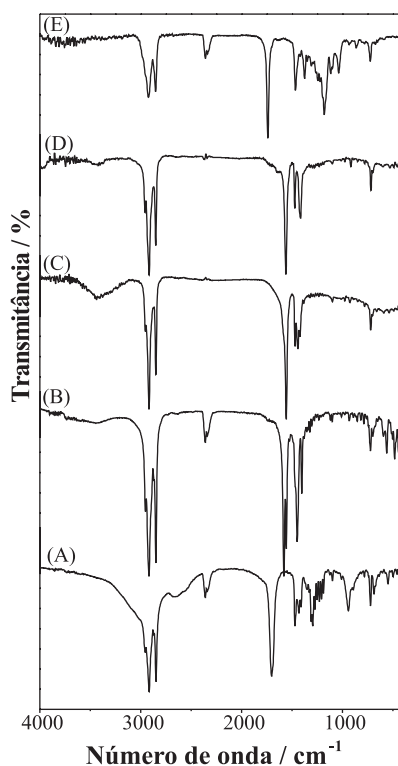 (E)
(D)
(C)
(B)
(A)
Transmitância / %
4000 3000 2000 1000
Número de onda / cm-1